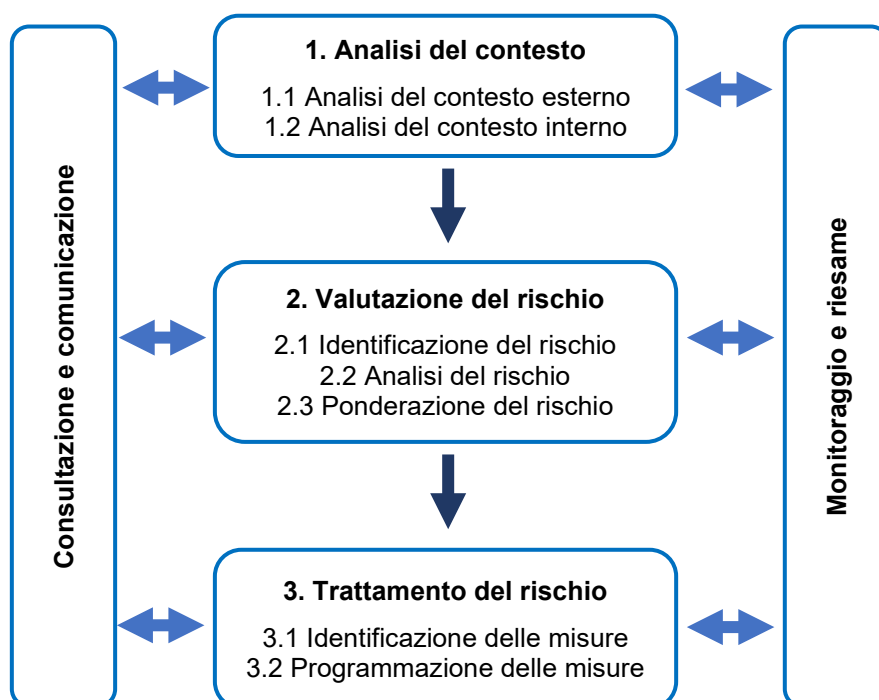 Consultazione e comunicazione
1. Analisi del contesto
1.1 Analisi del contesto esterno
1.2 Analisi del contesto interno
2. Valutazione del rischio
2.1 Identificazione del rischio
2.2 Analisi del rischio
2.3 Ponderazione del rischio
3. Trattamento del rischio
3.1 Identificazione delle misure
3.2 Programmazione delle misure
Monitoraggio e riesame